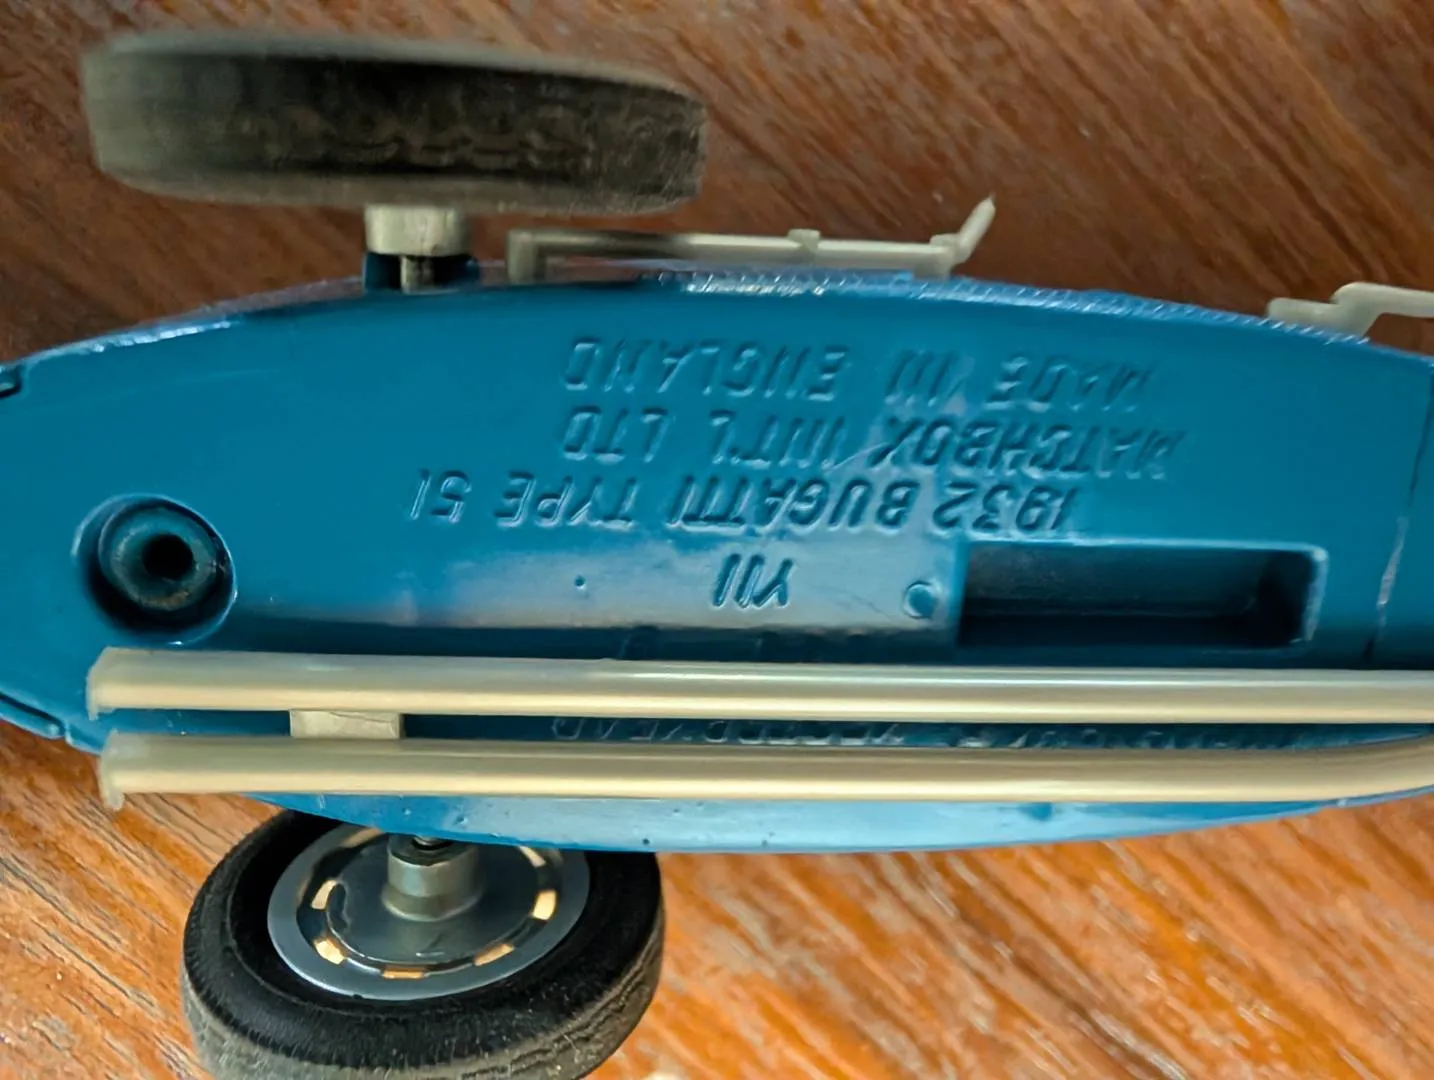 Y11
1932 BUGATTI TYPE 51
MATCHBOX INT'L LTD
MADE IN ENGLAND